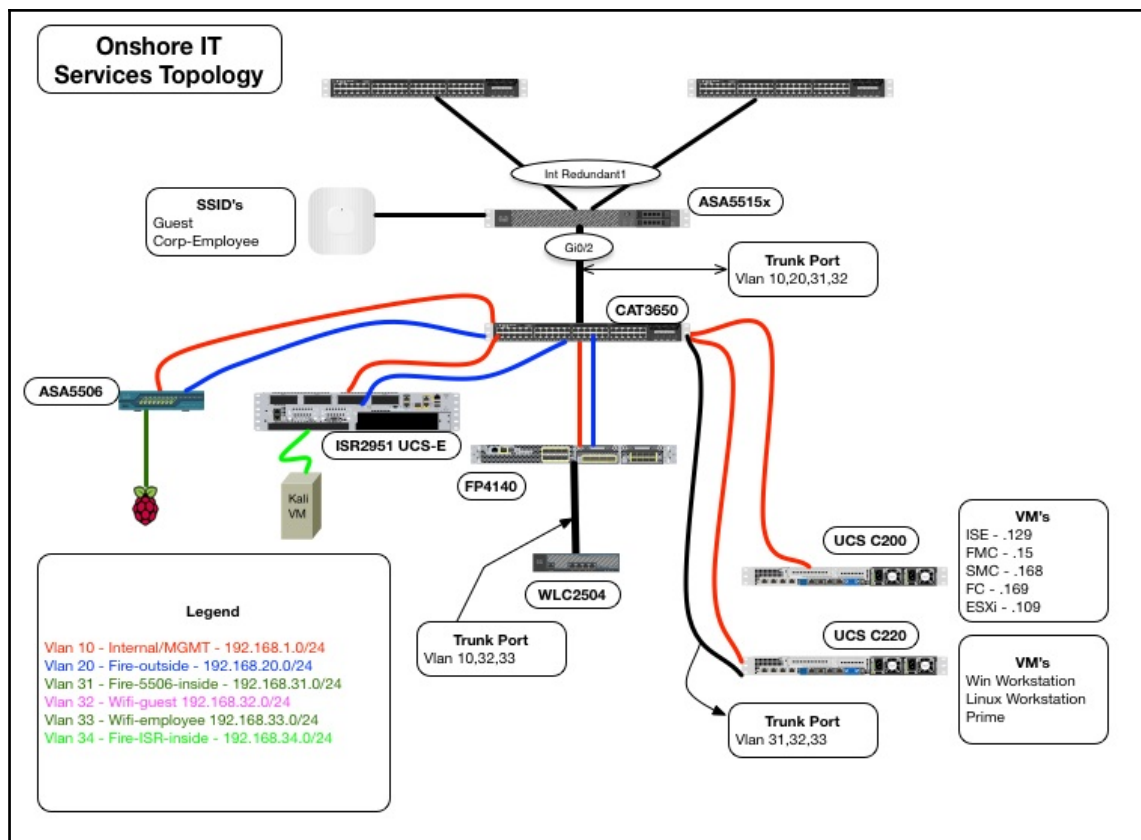 Onshore IT
Services Topology
Int Redundant1
SSID's
Guest
Corp-Employee
ASA5515x
Gi0/2
Trunk Port
Vlan 10,20,31,32
CAT3650
ASA5506
ISR2951 UCS-E
FP4140
Kali
VM
WLC2504
Trunk Port
Vlan 10,32,33
UCS C200
VM's
ISE - .129
FMC - .15
SMC - .168
FC - .169
ESXi - .109
UCS C220
VM's
Win Workstation
Linux Workstation
Prime
Trunk Port
Vlan 31,32,33
Legend
Vlan 10 - Internal/MGMT - 192.168.1.0/24
Vlan 20 - Fire-outside - 192.168.20.0/24
Vlan 31 - Fire-5506-inside - 192.168.31.0/24
Vlan 32 - Wifi-guest 192.168.32.0/24
Vlan 33 - Wifi-employee 192.168.33.0/24
Vlan 34 - Fire-ISR-inside - 192.168.34.0/24